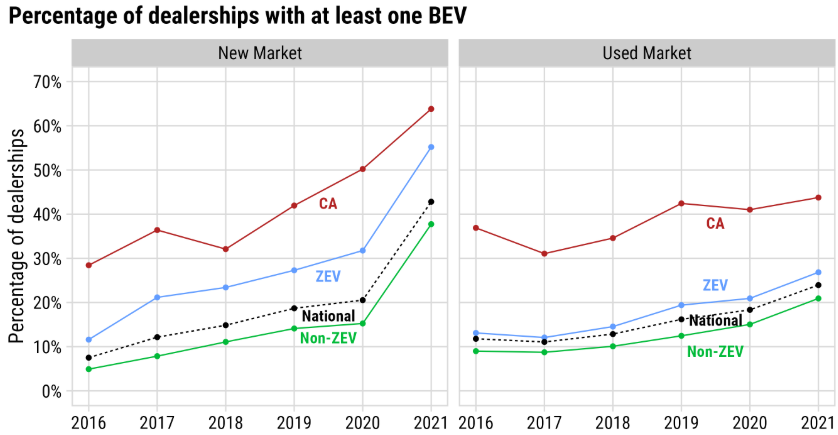 Percentage of dealerships with at least one BEV
New Market
Used Market
Percentage of dealerships
70%
60%
50%
40%
30%
20%
10%
0%
CA
ZEV
National
Non-ZEV
CA
ZEV
National
Non-ZEV
2016 2017 2018 2019 2020 2021
2016 2017 2018 2019 2020 2021